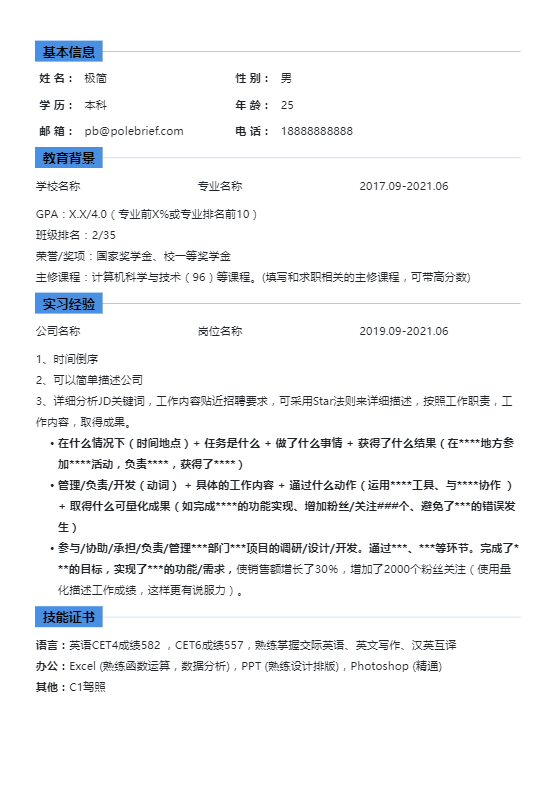 基本信息
姓 名： 极简 性 别： 男
学 历： 本科 年 龄： 25
邮 箱： pb@polebrief.com 电 话： 18888888888
教育背景
学校名称 专业名称 2017.09-2021.06
GPA：X.X/4.0（专业前X%或专业排名前10）
班级排名：2/35
荣誉/奖项：国家奖学金、校一等奖学金
主修课程：计算机科学与技术（96）等课程。(填写和求职相关的主修课程，可带高分数)
实习经验
公司名称 岗位名称 2019.09-2021.06
1、时间倒序
2、可以简单描述公司
3、详细分析JD关键词，工作内容贴近招聘要求，可采用Star法则来详细描述，按照工作职责，工
作内容，取得成果。
• 在什么情况下（时间地点）+ 任务是什么 + 做了什么事情 + 获得了什么结果（在****地方参
加****活动，负责****，获得了****）
• 管理/负责/开发（动词） + 具体的工作内容 + 通过什么动作（运用****工具、与****协作 ）
+ 取得什么可量化成果（如完成****的功能实现、增加粉丝/关注###个、避免了***的错误发
生）
• 参与/协助/承担/负责/管理***部门***项目的调研/设计/开发。通过***、***等环节。完成了*
**的目标，实现了***的功能/需求，使销售额增长了30%，增加了2000个粉丝关注（使用量
化描述工作成绩，这样更有说服力）。
技能证书
语言：英语CET4成绩582 ，CET6成绩557，熟练掌握交际英语、英文写作、汉英互译
办公：Excel (熟练函数运算，数据分析)，PPT (熟练设计排版)，Photoshop (精通)
其他：C1驾照